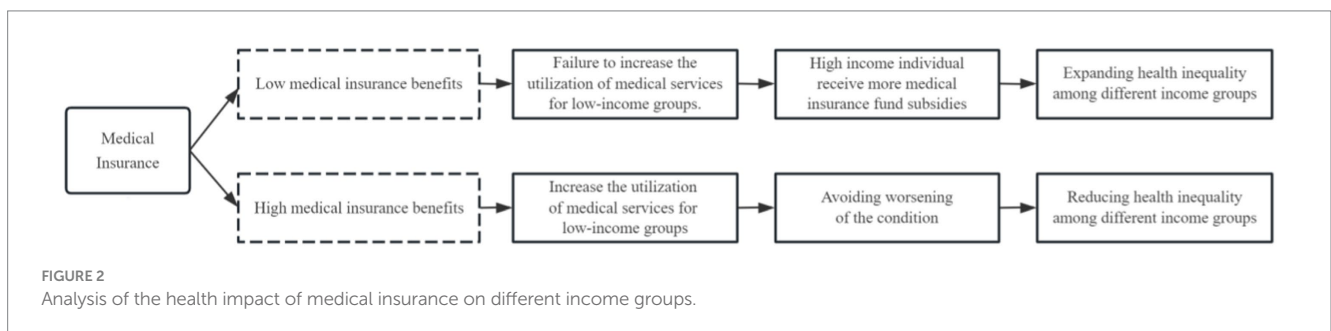 Medical
Insurance
Low medical insurance benefits
Failure to increase the
utilization of medical services
for low-income groups.
High income individual
receive more medical
insurance fund subsidies
Expanding health inequality
among different income groups
High medical insurance benefits
Increase the utilization
of medical services for
low-income groups
Avoiding worsening
of the condition
Reducing health inequality
among different income groups
FIGURE 2
Analysis of the health impact of medical insurance on different income groups.